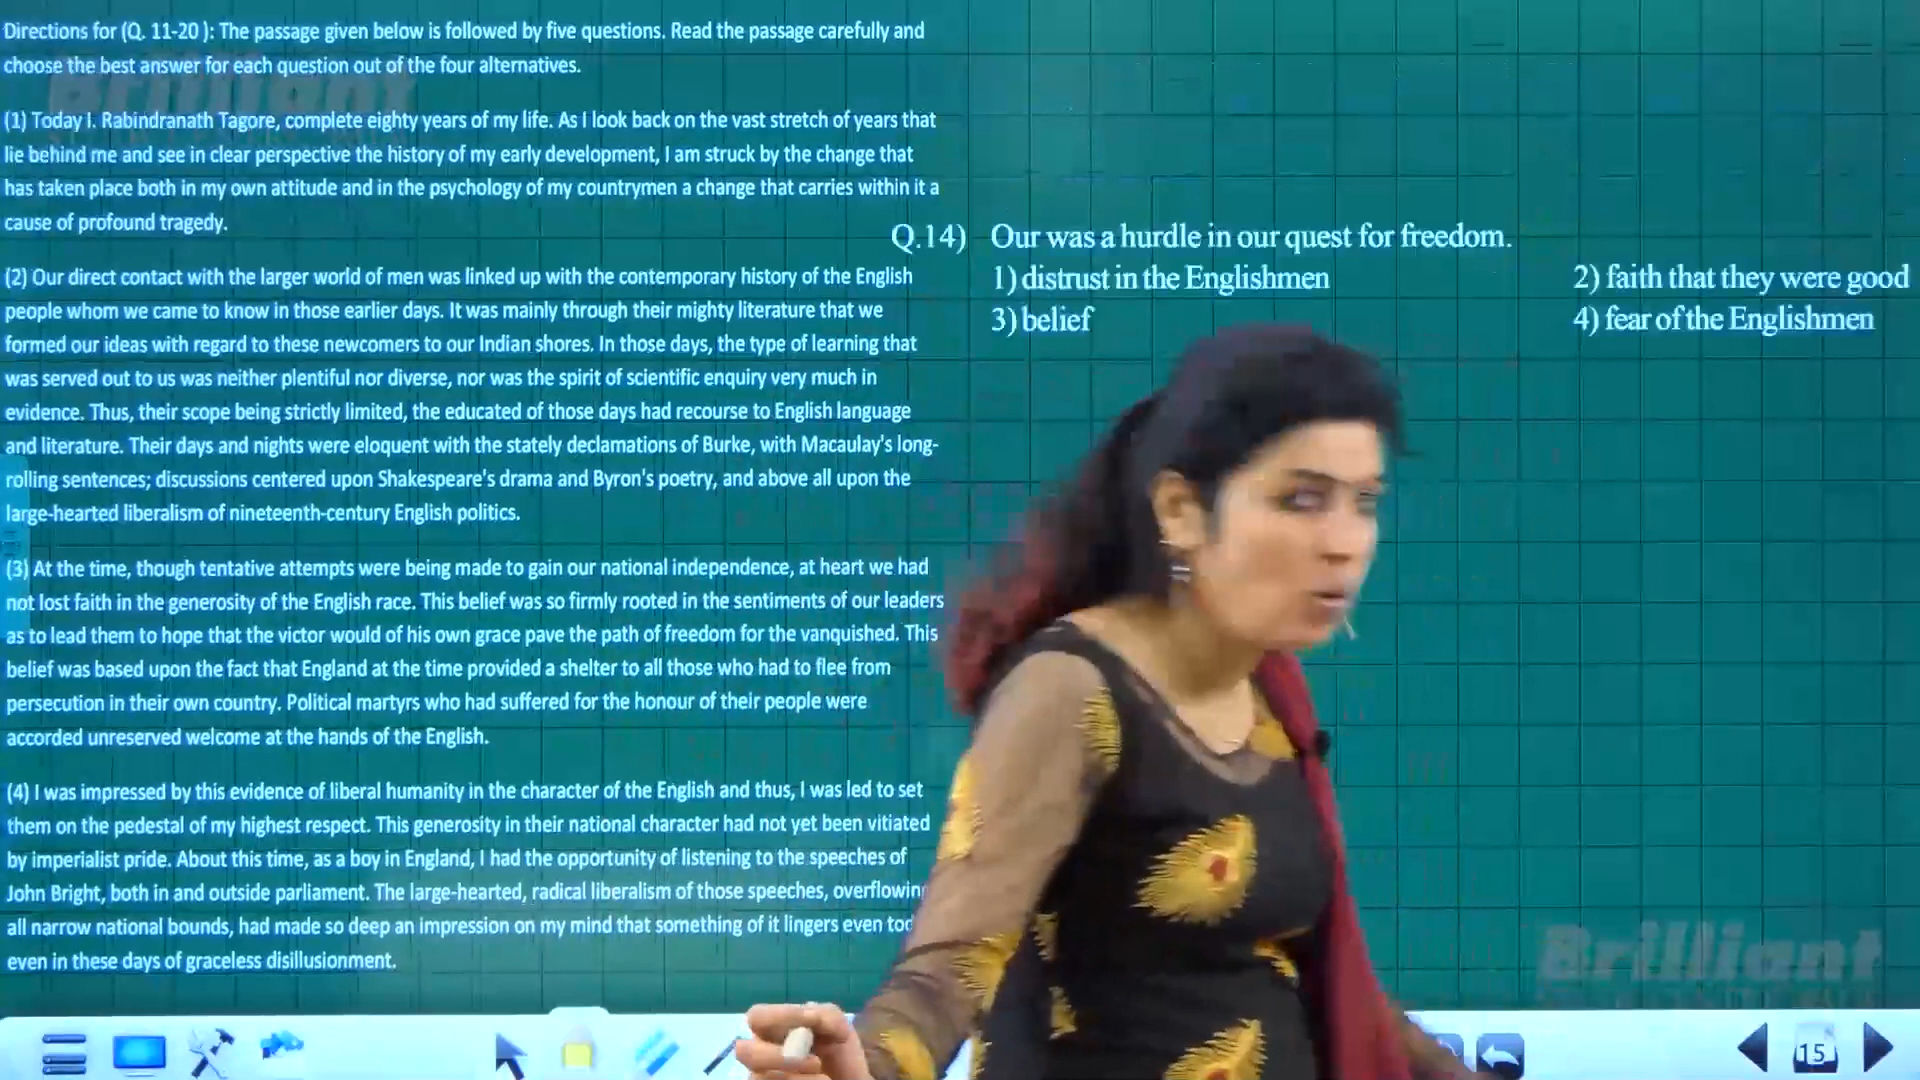 Directions for (Q. 11-20 ): The passage given below is followed by five questions. Read the passage carefully and
choose the best answer for each question out of the four alternatives.
(1) Today I. Rabindranath Tagore, complete eighty years of my life. As I look back on the vast stretch of years that
lie behind me and see in clear perspective the history of my early development, I am struck by the change that
has taken place both in my own attitude and in the psychology of my countrymen a change that carries within it a
cause of profound tragedy.
(2) Our direct contact with the larger world of men was linked up with the contemporary history of the English
people whom we came to know in those earlier days. It was mainly through their mighty literature that we
formed our ideas with regard to these newcomers to our Indian shores. In those days, the type of learning that
was served out to us was neither plentiful nor diverse, nor was the spirit of scientific enquiry very much in
evidence. Thus, their scope being strictly limited, the educated of those days had recourse to English language
and literature. Their days and nights were eloquent with the stately declamations of Burke, with Macaulay's long-
rolling sentences; discussions centered upon Shakespeare's drama and Byron's poetry, and above all upon the
large-hearted liberalism of nineteenth-century English politics.
(3) At the time, though tentative attempts were being made to gain our national independence, at heart we had
not lost faith in the generosity of the English race. This belief was so firmly rooted in the sentiments of our leaders
as to lead them to hope that the victor would of his own grace pave the path of freedom for the vanquished. This
belief was based upon the fact that England at the time provided a shelter to all those who had to flee from
persecution in their own country. Political martyrs who had suffered for the honour of their people were
accorded unreserved welcome at the hands of the English.
(4) I was impressed by this evidence of liberal humanity in the character of the English and thus, I was led to set
them on the pedestal of my highest respect. This generosity in their national character had not yet been vitiated
by imperialist pride. About this time, as a boy in England, I had the opportunity of listening to the speeches of
John Bright, both in and outside parliament. The large-hearted, radical liberalism of those speeches, overflowing
all narrow national bounds, had made so deep an impression on my mind that something of it lingers even
even in these days of graceless disillusionment.
Q.14) Our was a hurdle in our quest for freedom.
1) distrust in the Englishmen 2) faith that they were good
3) belief 4) fear of the Englishmen
Brilliant
Brilliant
15